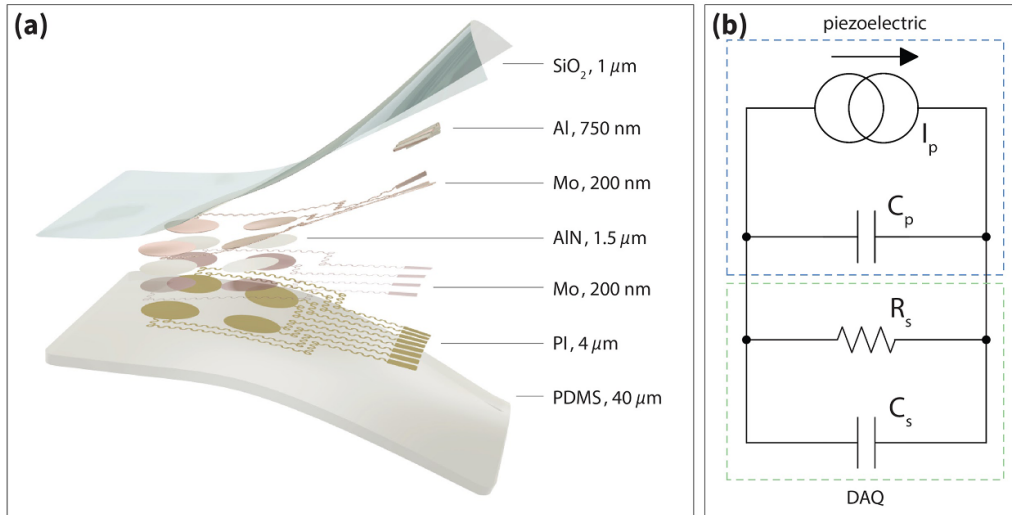 (a)
SiO₂, 1 μm
Al, 750 nm
Mo, 200 nm
AlN, 1.5 μm
Mo, 200 nm
PI, 4 μm
PDMS, 40 μm
(b)
piezoelectric
Iₚ
Cₚ
Rₛ
Cₛ
DAQ